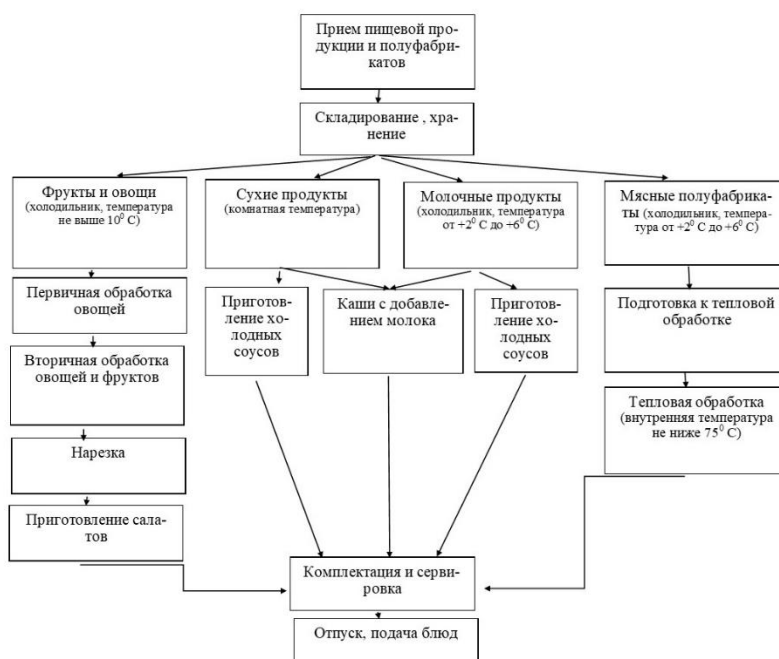 Прием пищевой про-
дукции и полуфабри-
катов
Складирование , хра-
нение
Фрукты и овощи
(холодильник, температура
не выше 10⁰ С)
Сухие продукты
(комнатная температура)
Молочные продукты
(холодильник, температура
от +2⁰ С до +6⁰ С)
Мясные полуфабрика-
ты (холодильник, темпера-
тура от +2⁰ С до +6⁰ С)
Первичная обработка
овощей
Приготов-
ление хо-
лодных
соусов
Каши с добавле-
нием молока
Приготов-
ление хо-
лодных
соусов
Подготовка к тепловой
обработке
Вторичная обработка
овощей и фруктов
Тепловая обработка
(внутренняя температура
не ниже 75⁰ С)
Нарезка
Приготовление сала-
тов
Комплектация и серви-
ровка
Отпуск, подача блюд